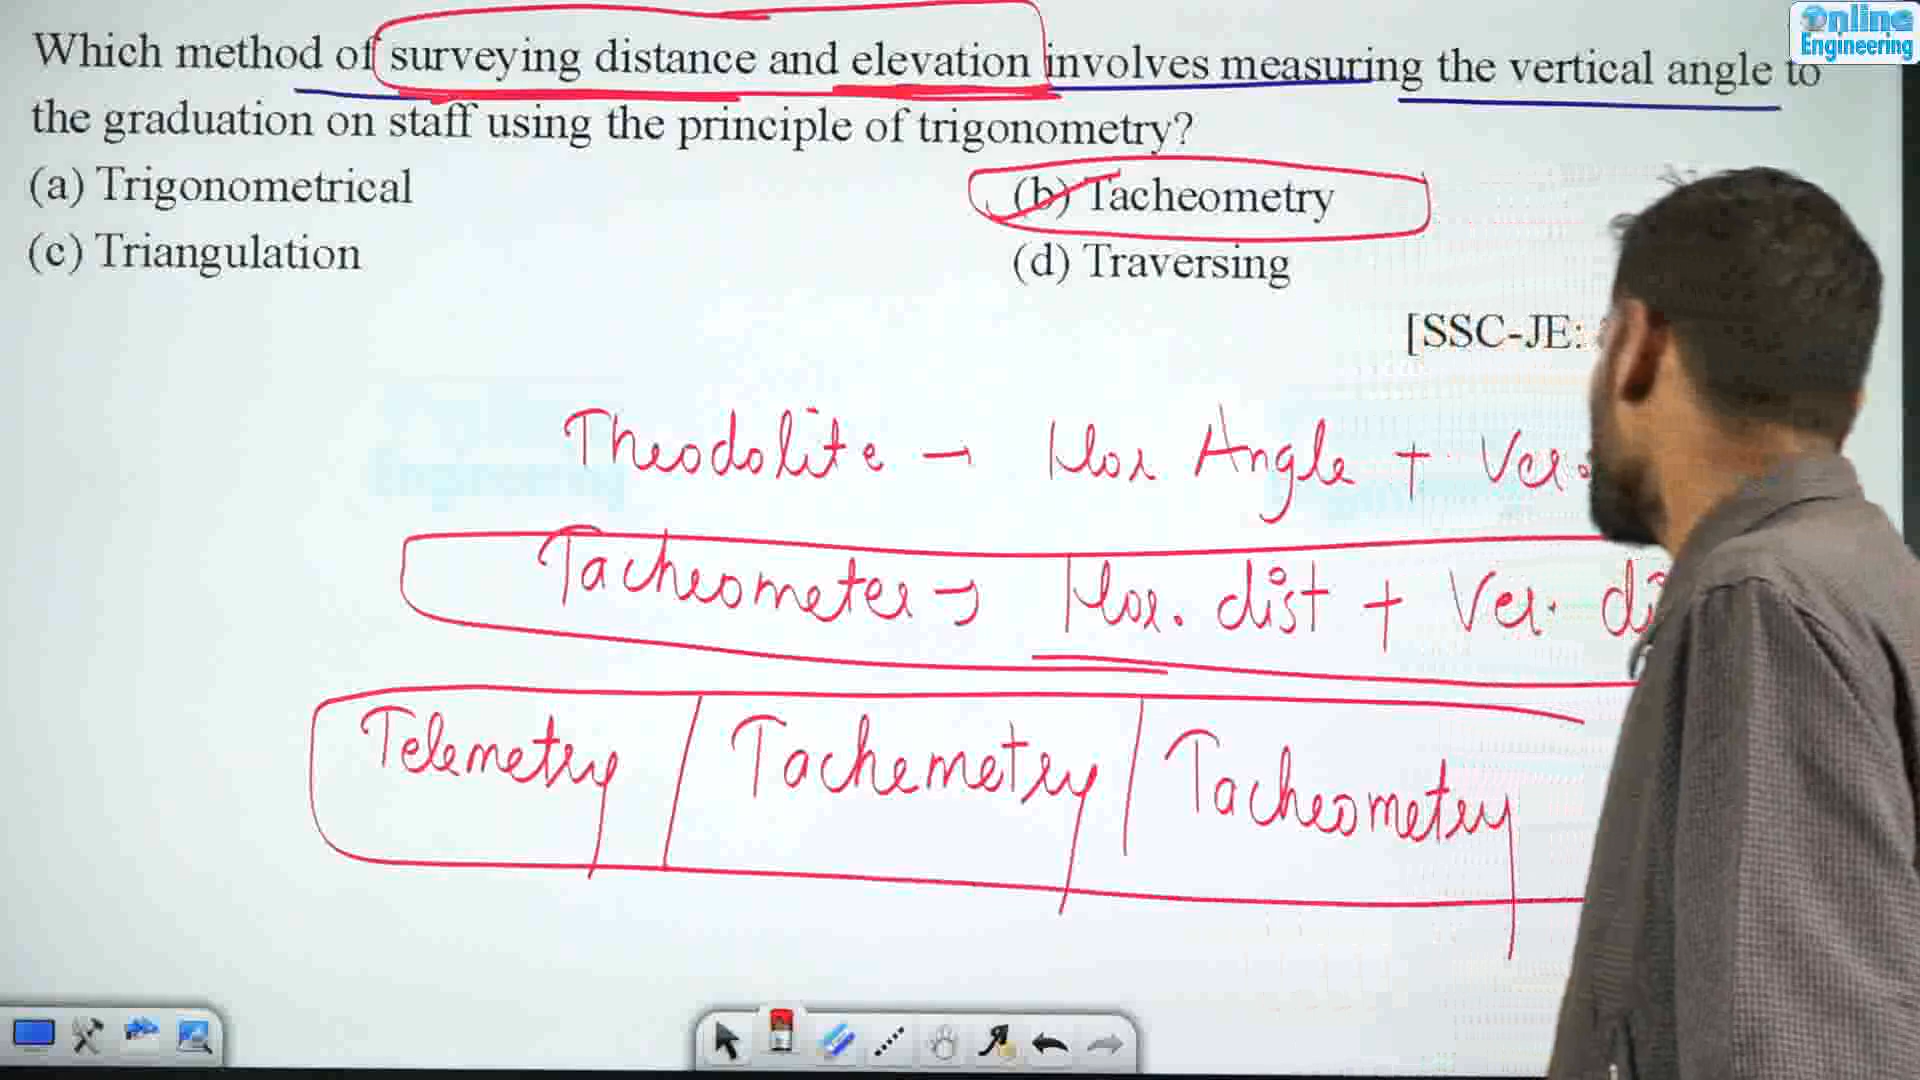 Online
Engineering
Which method of surveying distance and elevation involves measuring the vertical angle to
the graduation on staff using the principle of trigonometry?
(a) Trigonometrical (b) Tacheometry
(c) Triangulation (d) Traversing
[SSC-JE:
Theodolite → Hor Angle + Ver.
Tacheometer → Hor. dist + Ver. di
Telemetry / Tachemetry / Tacheometry